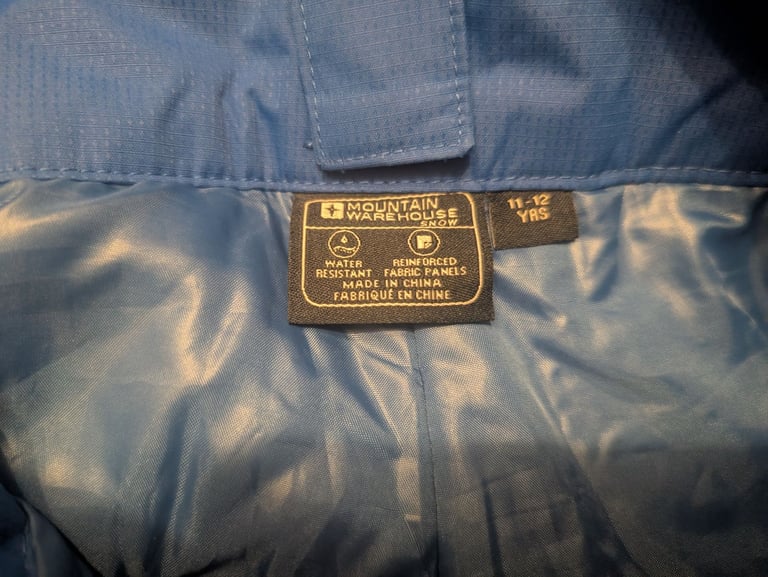 MOUNTAIN
WAREHOUSE
SNOW
WATER
RESISTANT
REINFORCED
FABRIC PANELS
MADE IN CHINA
FABRIQUÉ EN CHINE
11-12
YRS